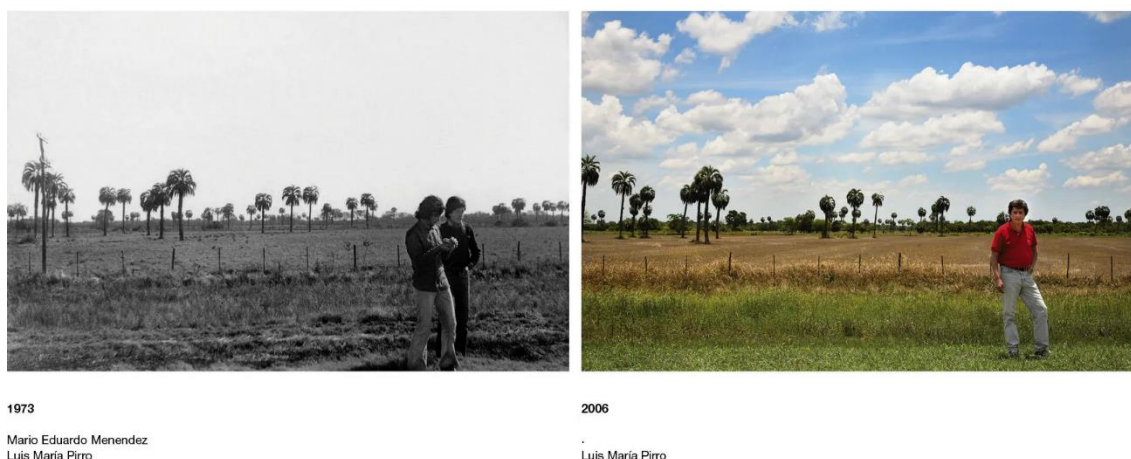 1973
Mario Eduardo Menendez
Luis María Pirro
2006
.
Luis María Pirro